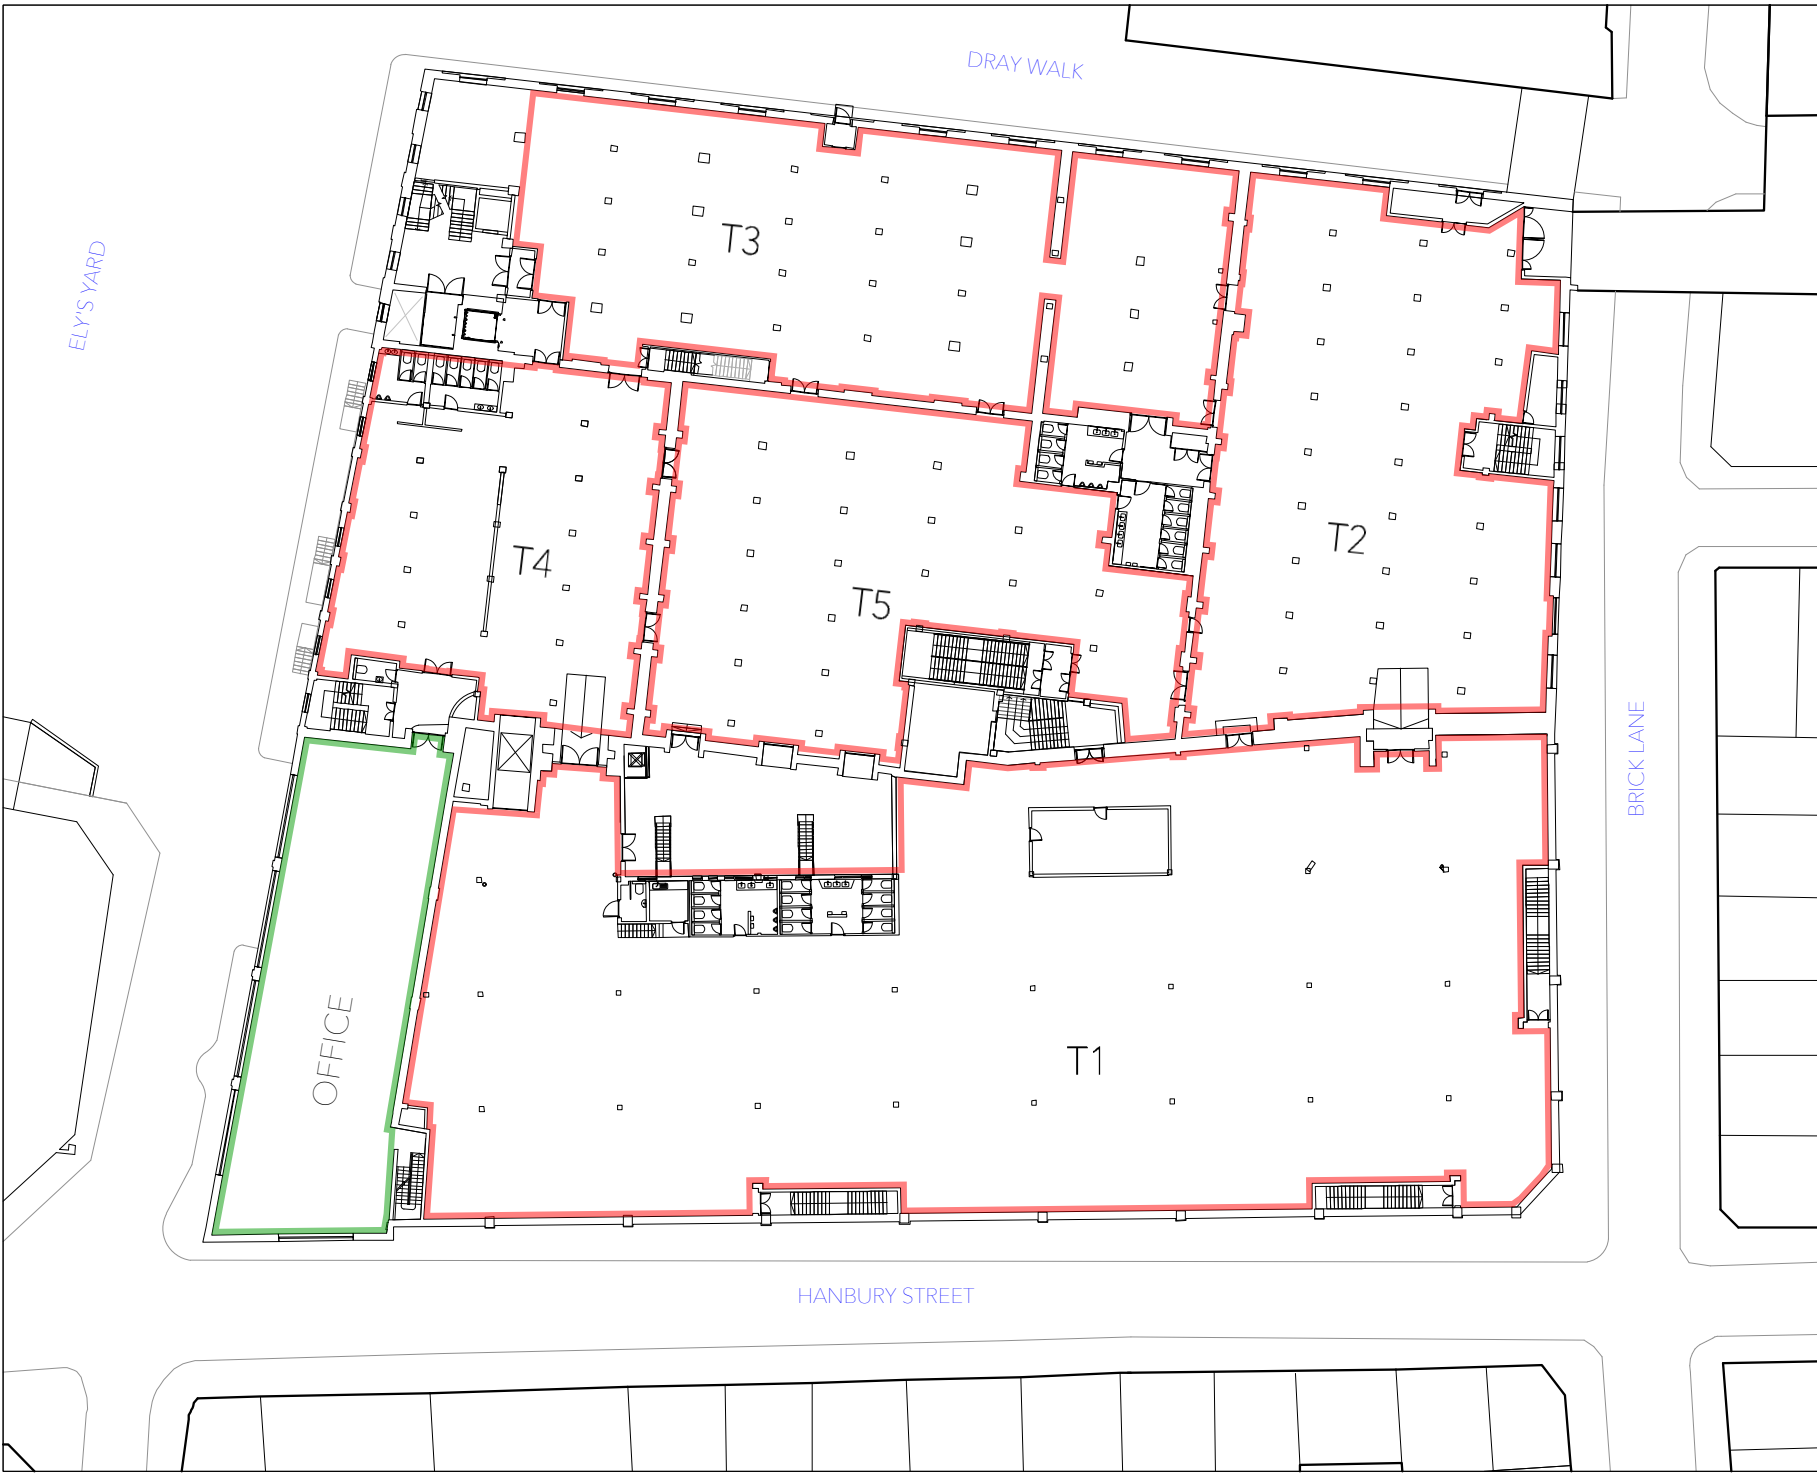 DRAY WALK
ELY'S YARD
T3
T2
T4
T5
BRICK LANE
OFFICE
T1
HANBURY STREET